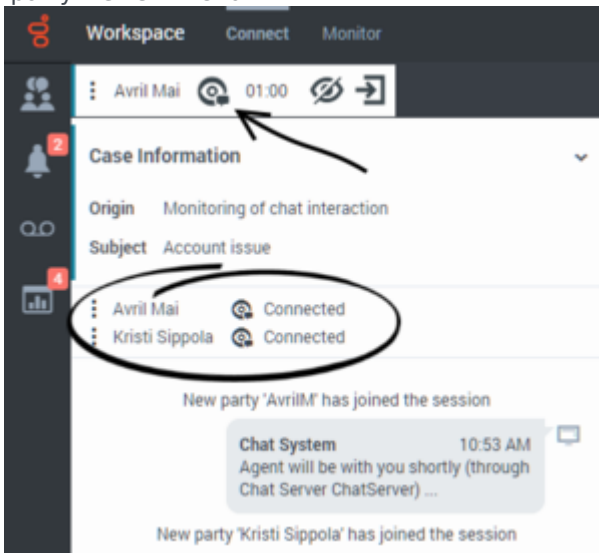 Workspace Connect Monitor
Avril Mai 01:00
2
Case Information
Origin Monitoring of chat interaction
Subject Account issue
4
Avril Mai Connected
Kristi Sippola Connected
New party 'AvrilM' has joined the session
Chat System 10:53 AM
Agent will be with you shortly (through
Chat Server ChatServer) ...
New party 'Kristi Sippola' has joined the session